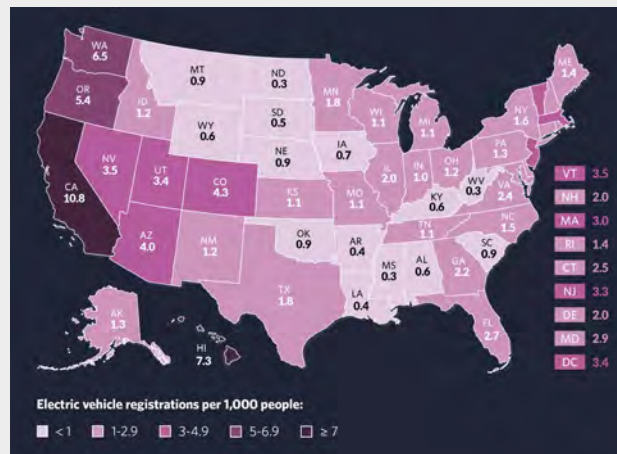 WA
6.5
OR
5.4
CA
10.8
NV
3.5
ID
1.2
MT
0.9
WY
0.6
UT
3.4
AZ
4.0
CO
4.3
NM
1.2
ND
0.3
SD
0.5
NE
0.9
KS
1.1
OK
0.9
TX
1.8
MN
1.8
IA
0.7
MO
1.1
AR
0.4
LA
0.4
WI
1.1
IL
2.0
MI
1.1
IN
1.0
OH
1.2
KY
0.6
TN
1.1
MS
0.3
AL
0.6
GA
2.2
FL
2.7
SC
0.9
NC
1.5
VA
2.4
WV
0.3
PA
1.3
NY
1.6
ME
1.4
AK
1.3
HI
7.3
VT 3.5
NH 2.0
MA 3.0
RI 1.4
CT 2.5
NJ 3.3
DE 2.0
MD 2.9
DC 3.4
Electric vehicle registrations per 1,000 people:
<1 1-2.9 3-4.9 5-6.9 ≥ 7